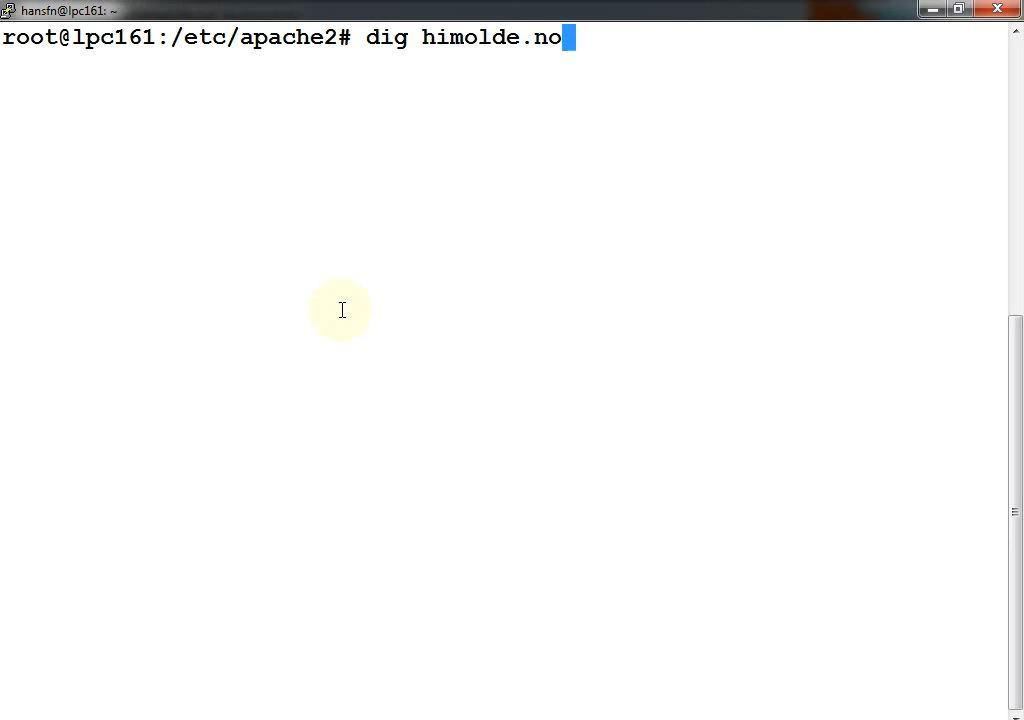 hansfn@lpc161: ~
root@lpc161:/etc/apache2# dig himolde.no